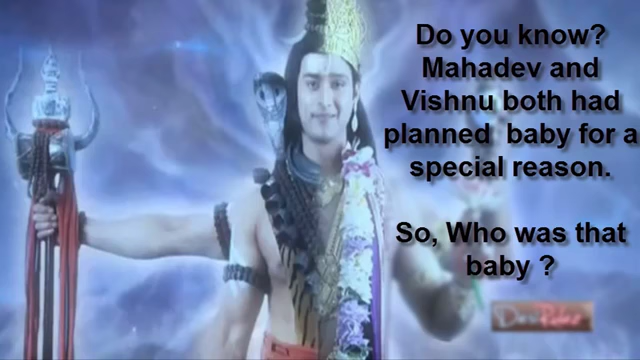 Do you know?
Mahadev and
Vishnu both had
planned  baby for a
special reason.
So, Who was that
baby ?